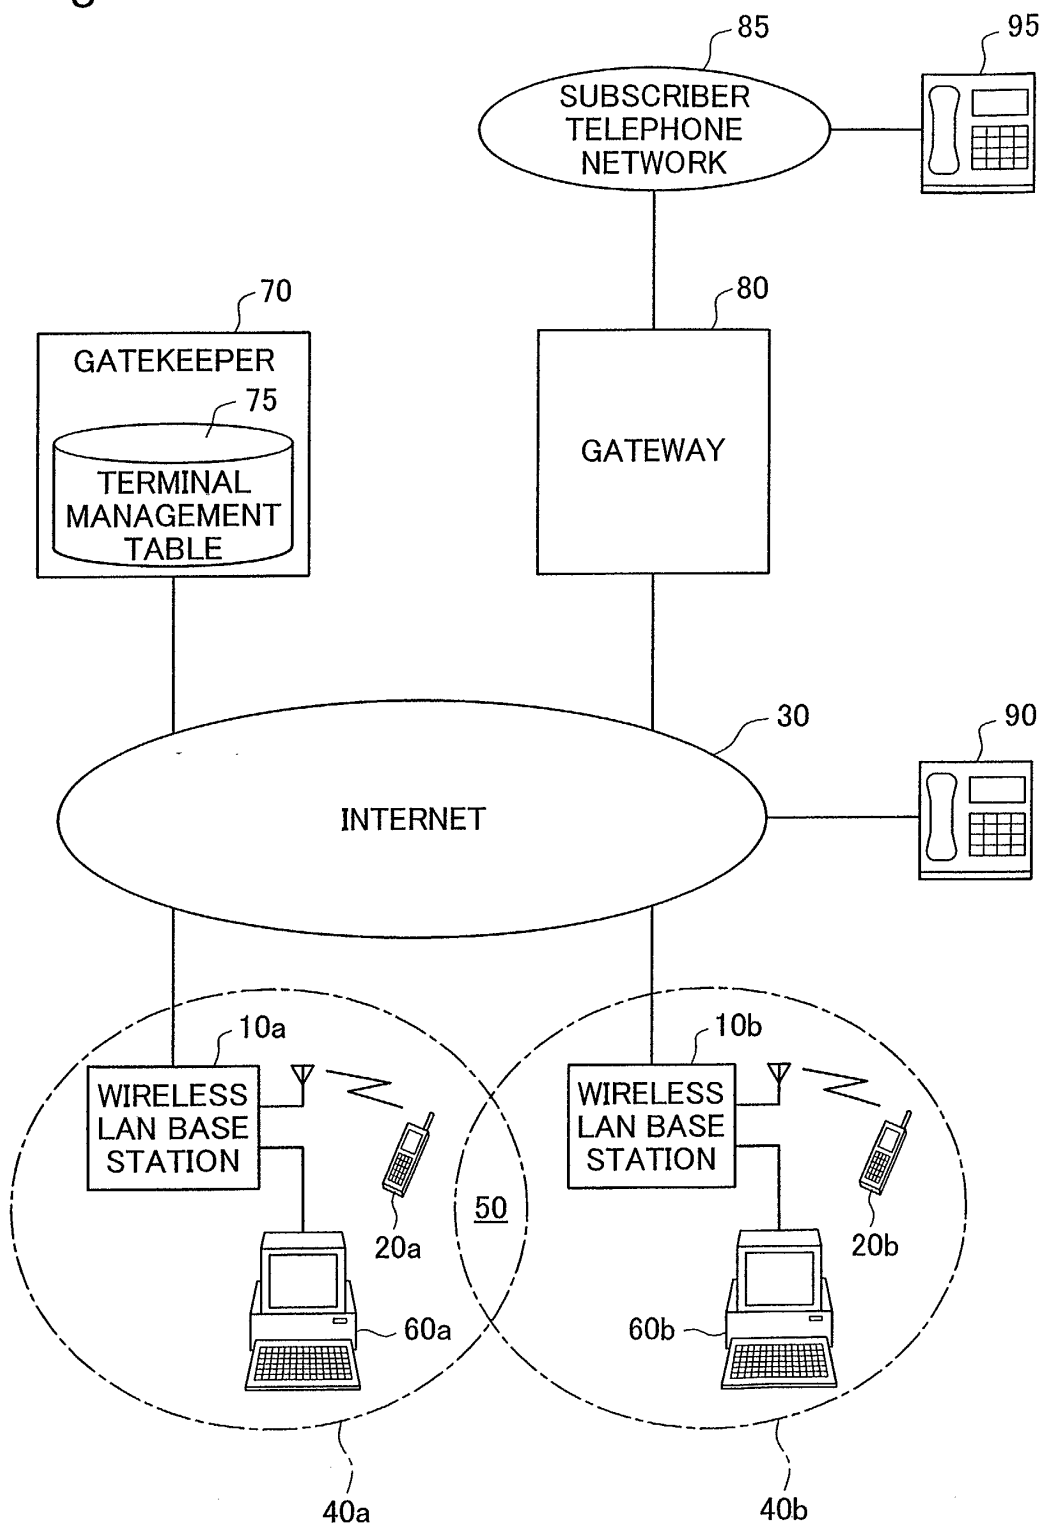 85
95
SUBSCRIBER
TELEPHONE
NETWORK
70
80
GATEKEEPER
75
GATEWAY
TERMINAL
MANAGEMENT
TABLE
30
90
INTERNET
10a
10b
WIRELESS
LAN BASE
STATION
WIRELESS
LAN BASE
STATION
50
20a
20b
60a
60b
40a
40b